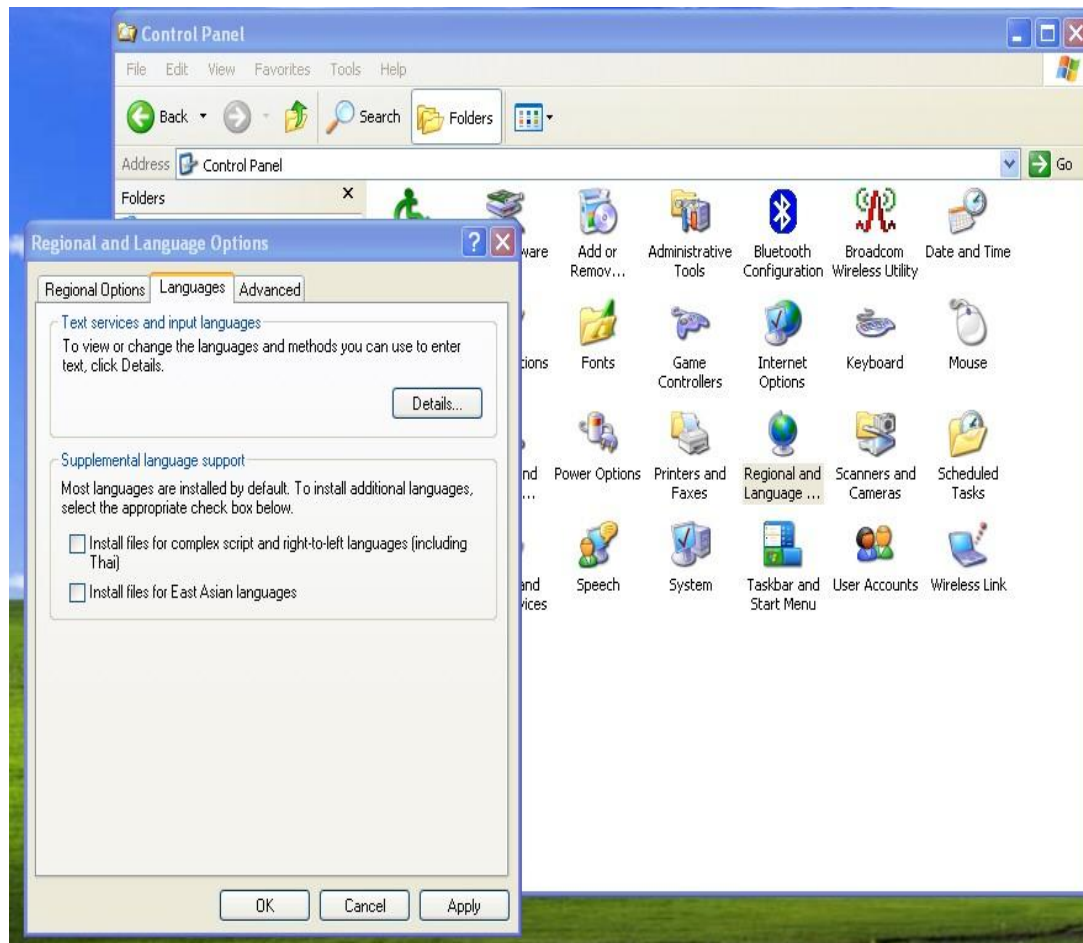 Control Panel
File Edit View Favorites Tools Help
Back Search Folders
Address Control Panel Go
Folders X
ware Add or Administrative Bluetooth Broadcom Date and Time
Remov... Tools Configuration Wireless Utility
tions Fonts Game Internet Keyboard Mouse
Controllers Options
nd Power Options Printers and Regional and Scanners and Scheduled
... Faxes Language ... Cameras Tasks
and Speech System Taskbar and User Accounts Wireless Link
vices Start Menu
Regional and Language Options
Regional Options Languages Advanced
Text services and input languages
To view or change the languages and methods you can use to enter
text, click Details.
Details...
Supplemental language support
Most languages are installed by default. To install additional languages,
select the appropriate check box below.
Install files for complex script and right-to-left languages (including
Thai)
Install files for East Asian languages
OK Cancel Apply